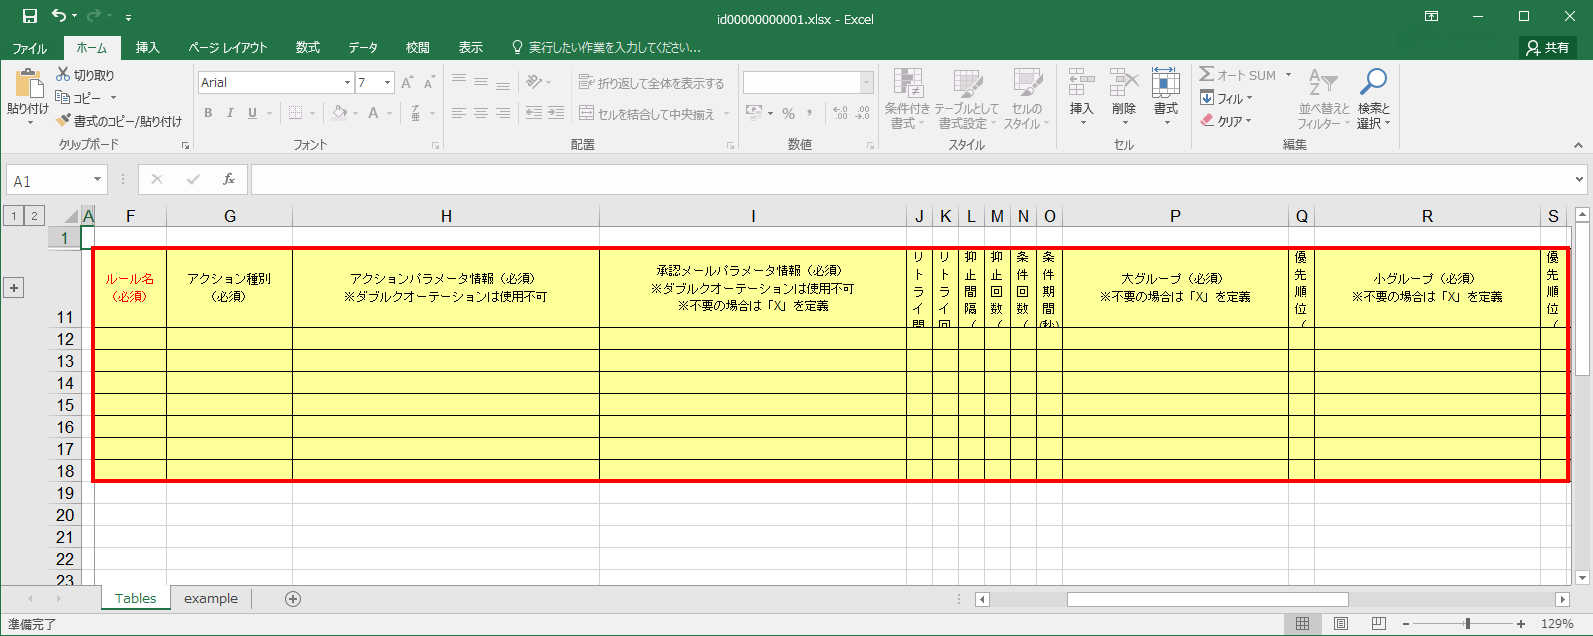 id00000000001.xlsx - Excel
ファイル ホーム 挿入 ページ レイアウト 数式 データ 校閲 表示 実行したい作業を入力してください... 共有
貼り付け
切り取り
コピー
書式のコピー/貼り付け
クリップボード
Arial 7
B I U
フォント
折り返して全体を表示する
セルを結合して中央揃え
配置
% ,
数値
条件付き
書式
テーブルとして
書式設定
セルの
スタイル
スタイル
挿入 削除 書式
セル
オート SUM
フィル
クリア
並べ替えと
フィルター
検索と
選択
編集
A1
fx
1 2
A F G H I J K L M N O P Q R S
1
11
ルール名
(必須)
アクション種別
(必須)
アクションパラメータ情報(必須)
※ダブルクオーテーションは使用不可
承認メールパラメータ情報(必須)
※ダブルクオーテーションは使用不可
※不要の場合は「X」を定義
リトライ間
リトライ回
抑止間隔(
抑止回数(
条件回数(
条件期間(秒)
大グループ(必須)
※不要の場合は「X」を定義
優先順位(
小グループ(必須)
※不要の場合は「X」を定義
優先順位(
12
13
14
15
16
17
18
19
20
21
22
23
Tables example
準備完了
129%